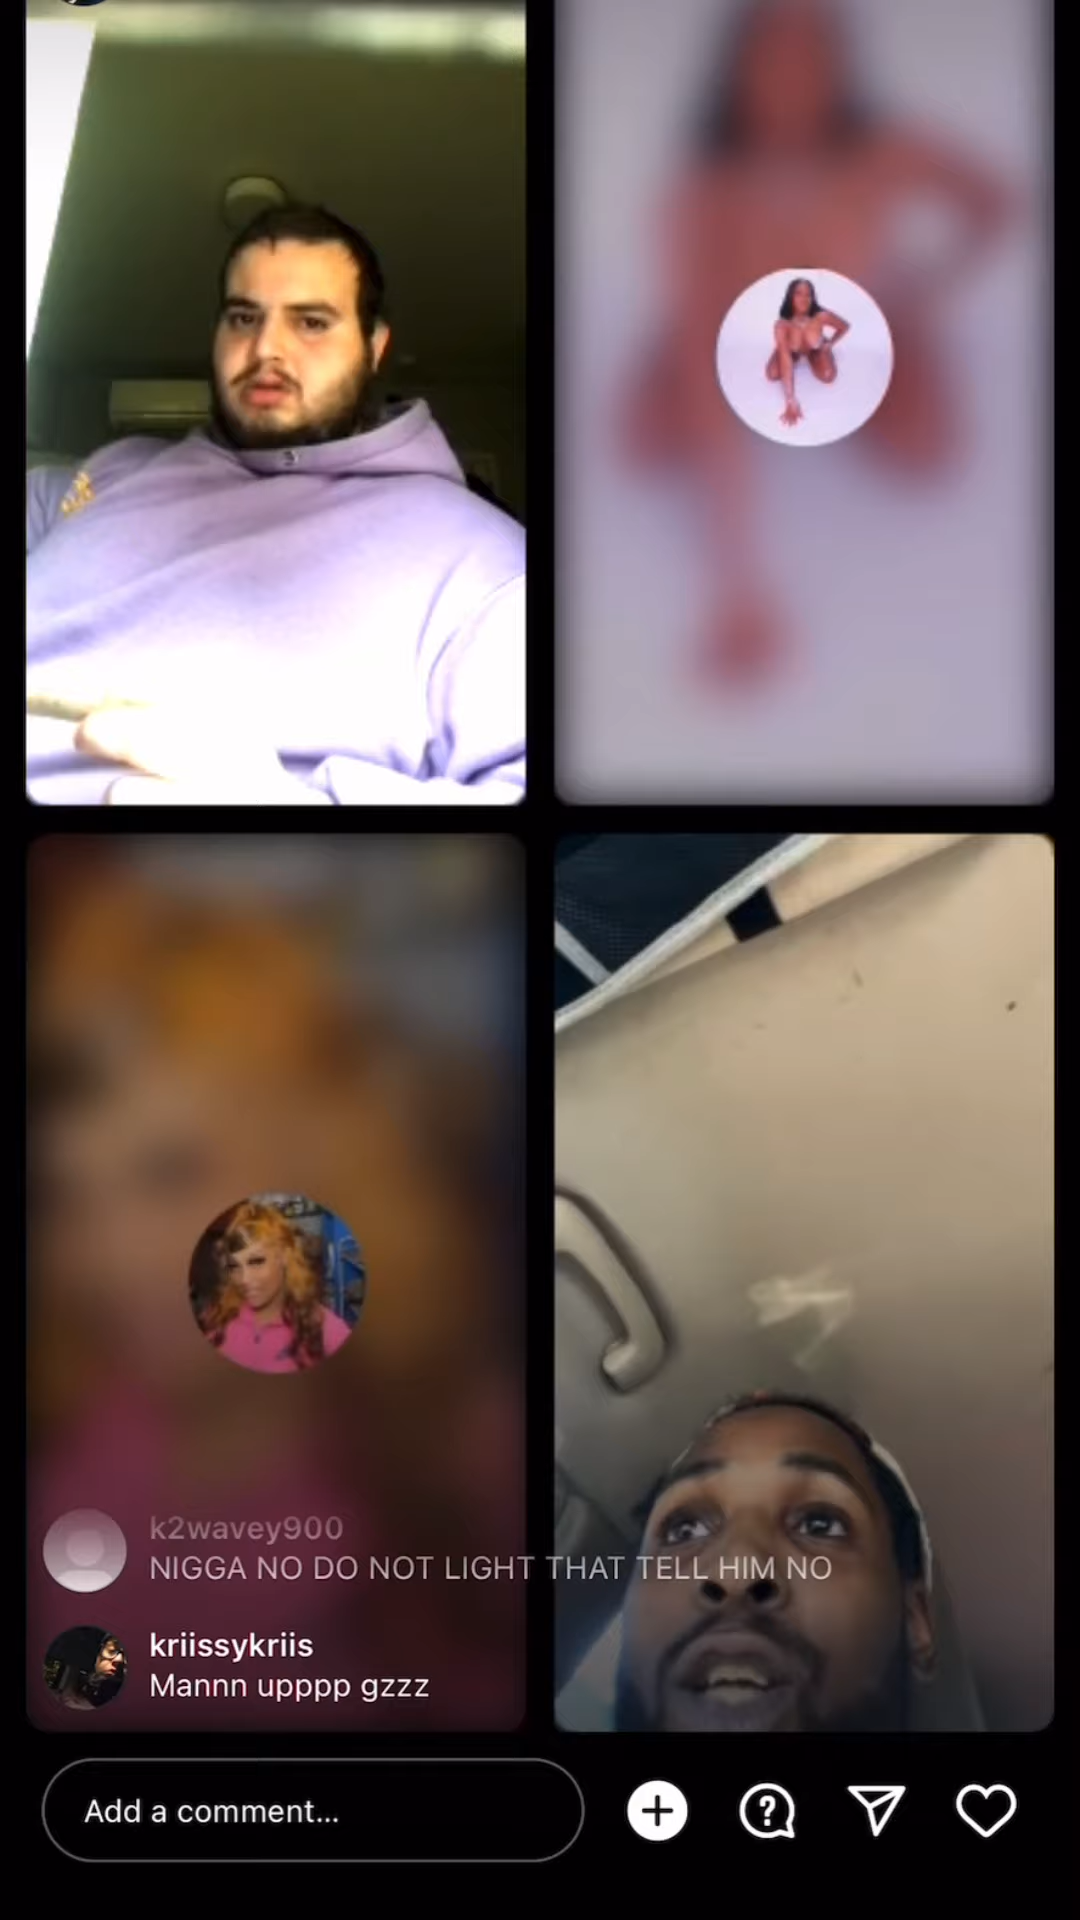 k2wavey900
NIGGA NO DO NOT LIGHT THAT TELL HIM NO
kriissykriis
Mannn upppp gzzz
Add a comment...